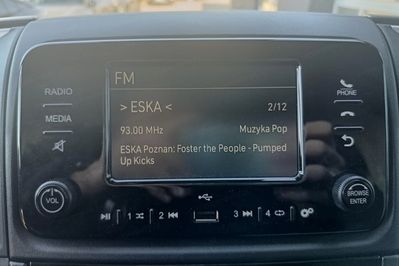 FM
RADIO
> ESKA < 2/12
PHONE
MEDIA
93.00 MHz Muzyka Pop
ESKA Poznań: Foster the People - Pumped
Up Kicks
VOL
BROWSE
ENTER
1 2 3 4